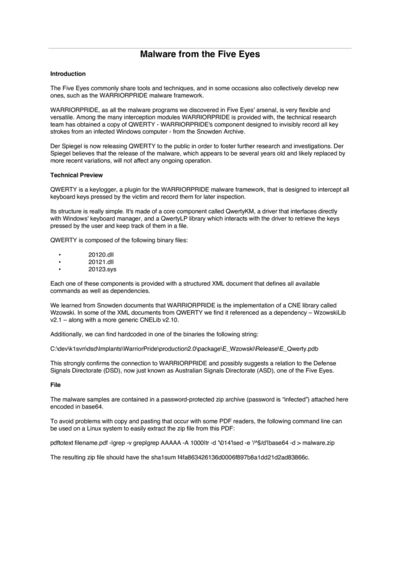 Malware from the Five Eyes
Introduction
The Five Eyes commonly share tools and techniques, and in some occasions also collectively develop new
ones, such as the WARRIORPRIDE malware framework.
WARRIORPRIDE, as all the malware programs we discovered in Five Eyes' arsenal, is very flexible and
versatile. Among the many interception modules WARRIORPRIDE is provided with, the technical research
team has obtained a copy of QWERTY - WARRIORPRIDE's component designed to invisibly record all key
strokes from an infected Windows computer - from the Snowden Archive.
Der Spiegel is now releasing QWERTY to the public in order to foster further research and investigations. Der
Spiegel believes that the release of the malware, which appears to be several years old and likely replaced by
more recent variations, will not affect any ongoing operation.
Technical Preview
QWERTY is a keylogger, a plugin for the WARRIORPRIDE malware framework, that is designed to intercept all
keyboard keys pressed by the victim and record them for later inspection.
Its structure is really simple. It's made of a core component called QwertyKM, a driver that interfaces directly
with Windows' keyboard manager, and a QwertyLP library which interacts with the driver to retrieve the keys
pressed by the user and keep track of them in a file.
QWERTY is composed of the following binary files:
• 20120.dll
• 20121.dll
• 20123.sys
Each one of these components is provided with a structured XML document that defines all available
commands as well as dependencies.
We learned from Snowden documents that WARRIORPRIDE is the implementation of a CNE library called
Wzowski. In some of the XML documents from QWERTY we find it referenced as a dependency – WzowskiLib
v2.1 – along with a more generic CNELib v2.10.
Additionally, we can find hardcoded in one of the binaries the following string:
C:\dev\k1svn\dsd\Implants\WarriorPride\production2.0\package\E_Wzowski\Release\E_Qwerty.pdb
This strongly confirms the connection to WARRIORPRIDE and possibly suggests a relation to the Defense
Signals Directorate (DSD), now just known as Australian Signals Directorate (ASD), one of the Five Eyes.
File
The malware samples are contained in a password-protected zip archive (password is "infected") attached here
encoded in base64.
To avoid problems with copy and pasting that occur with some PDF readers, the following command line can
be used on a Linux system to easily extract the zip file from this PDF:
pdftotext filename.pdf -|grep -v grep|grep AAAAA -A 1000|tr -d '\014'|sed -e '/^$/d'|base64 -d > malware.zip
The resulting zip file should have the sha1sum f4fa863426136d0006f897b8a1dd21d2ad83866c.